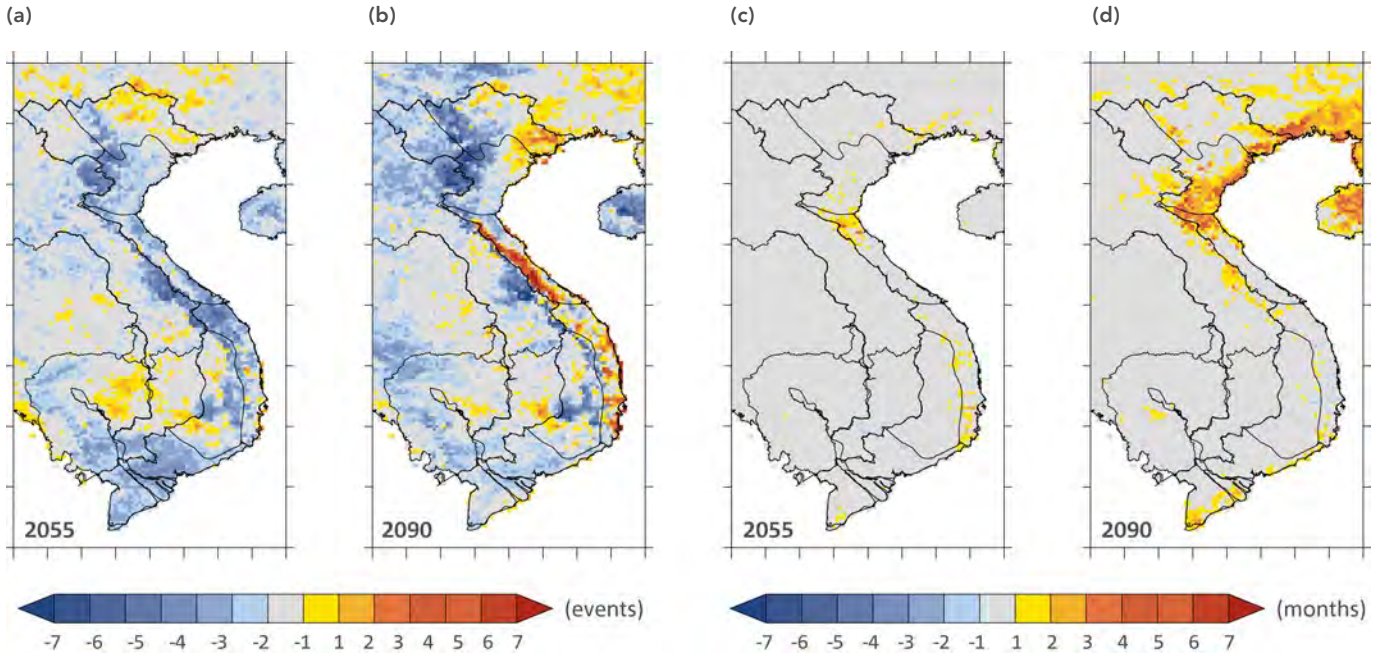 (a) (b) (c) (d)
2055 2090 2055 2090
(events) (months)
-7 -6 -5 -4 -3 -2 -1 1 2 3 4 5 6 7 -7 -6 -5 -4 -3 -2 -1 1 2 3 4 5 6 7